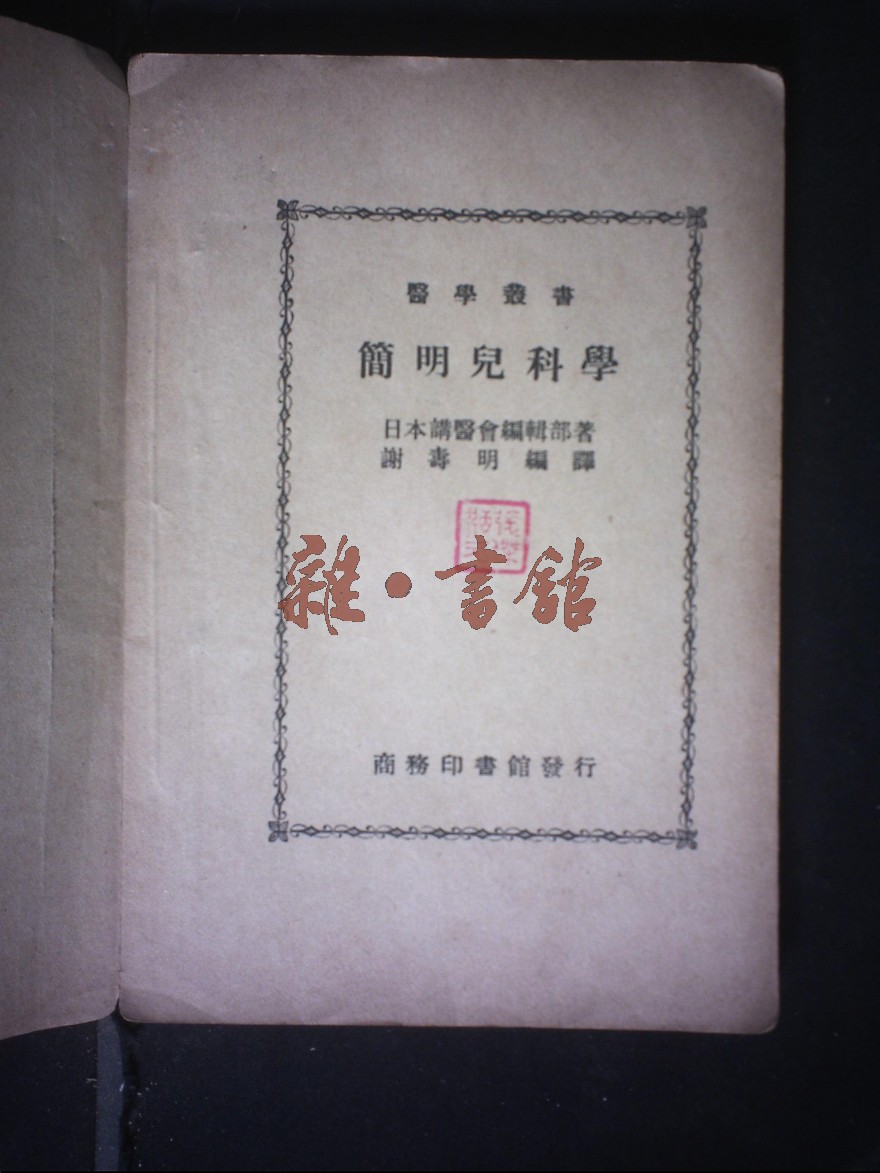 醫學叢書
簡明兒科學
日本講醫會編輯部著
謝壽明編譯
雜·書館
商務印書館發行